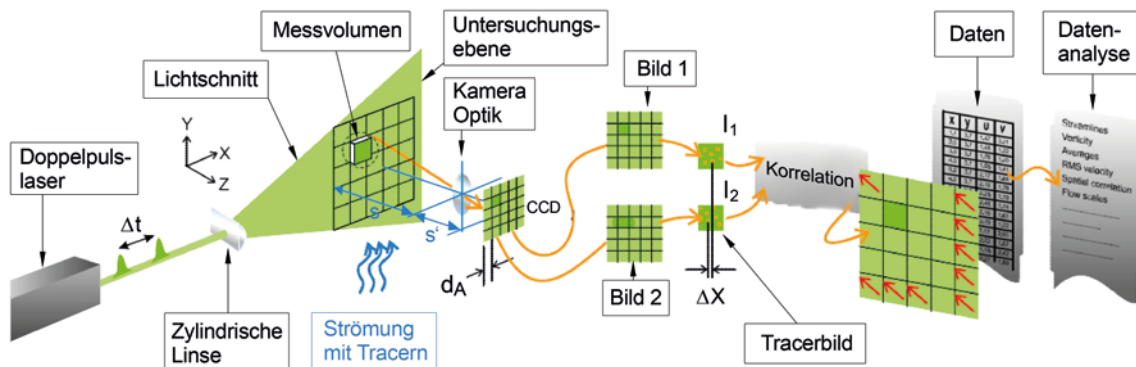 Messvolumen
Untersuchungs-
ebene
Lichtschnitt
Kamera
Optik
Bild 1
Daten
Daten-
analyse
Doppelpuls-
laser
Y
X
Z
Δt
Zylindrische
Linse
s
s'
Strömung
mit Tracern
CCD
dA
Bild 2
I1
I2
ΔX
Tracerbild
Korrelation
X y u v
Streamlines
Vorticity
Averages
RMS velocity
Spatial correlation
Flow scales